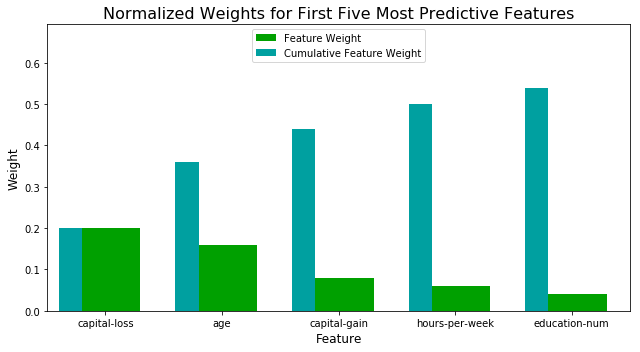 Normalized Weights for First Five Most Predictive Features
Feature Weight
Cumulative Feature Weight
Weight
0.6
0.5
0.4
0.3
0.2
0.1
0.0
capital-loss age capital-gain hours-per-week education-num
Feature